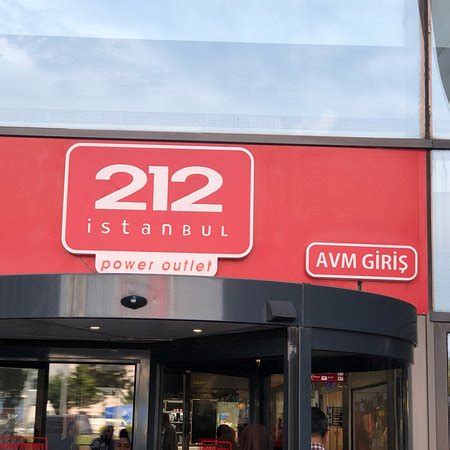 212
istanBUL
power outlet
AVM GİRİŞ